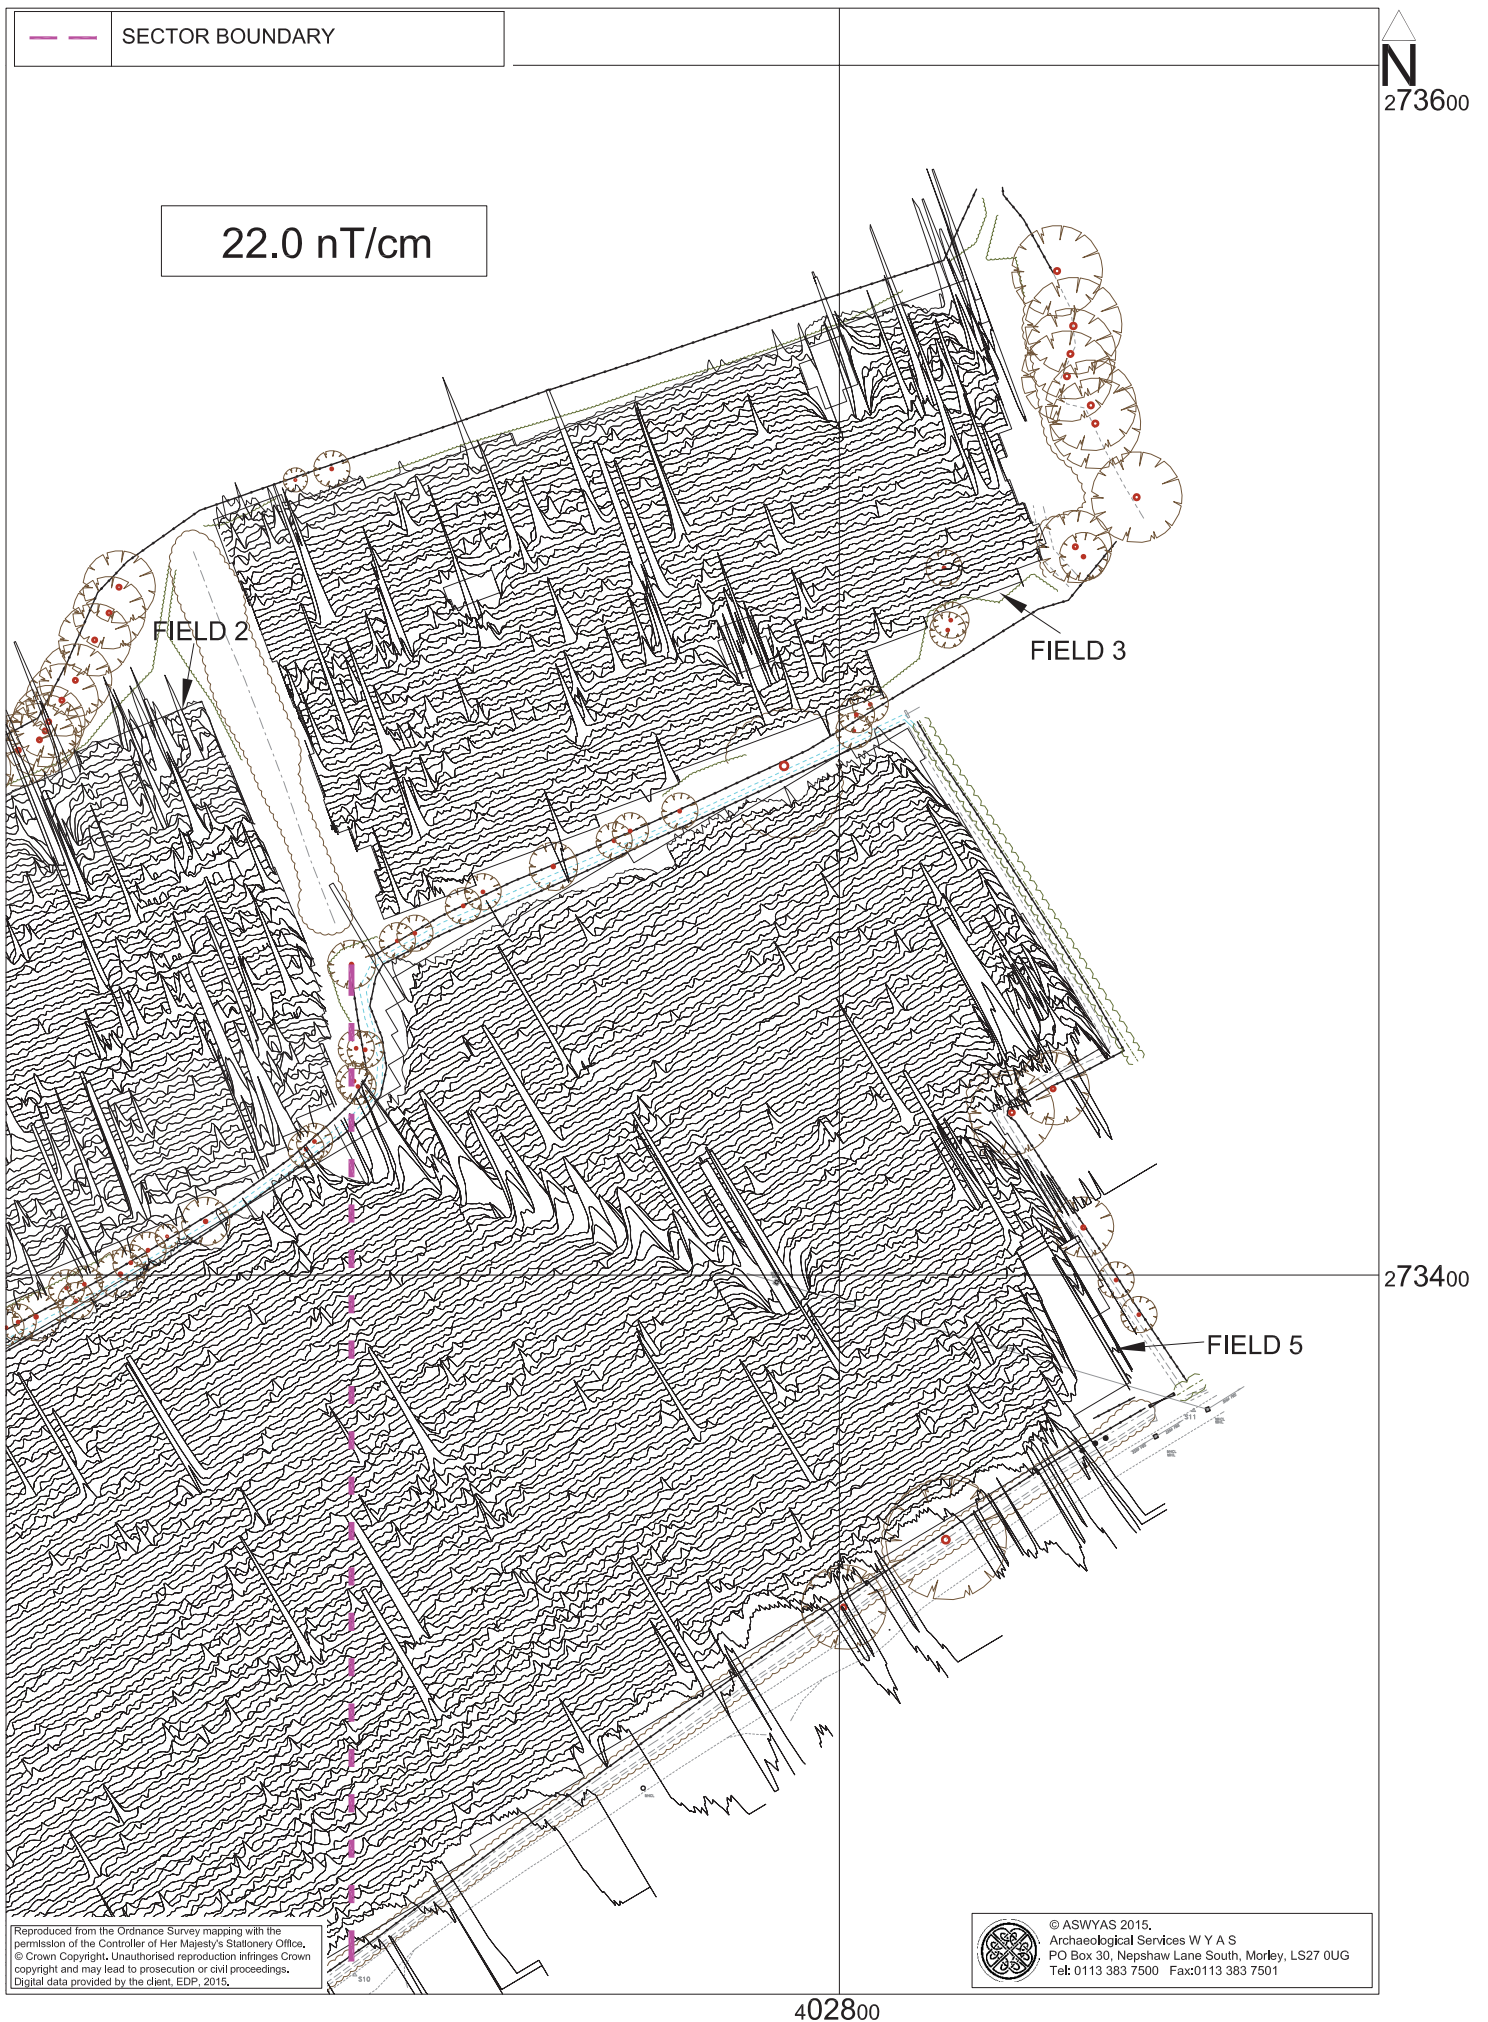 SECTOR BOUNDARY
N
273600
22.0 nT/cm
FIELD 2
FIELD 3
273400
FIELD 5
S11
S10
Reproduced from the Ordnance Survey mapping with the
permission of the Controller of Her Majesty's Stationery Office.
© Crown Copyright. Unauthorised reproduction infringes Crown
copyright and may lead to prosecution or civil proceedings.
Digital data provided by the client, EDP, 2015.
© ASWYAS 2015.
Archaeological Services W Y A S
PO Box 30, Nepshaw Lane South, Morley, LS27 0UG
Tel: 0113 383 7500 Fax:0113 383 7501
402800